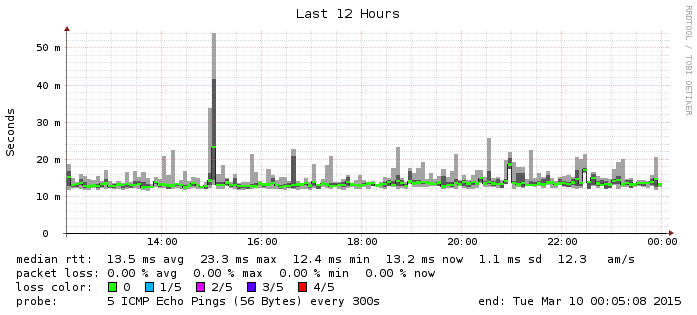 Last 12 Hours
RRDTOOL / TOBI OETIKER
Seconds
50 m
40 m
30 m
20 m
10 m
0
14:00 16:00 18:00 20:00 22:00 00:00
median rtt: 13.5 ms avg 23.3 ms max 12.4 ms min 13.2 ms now 1.1 ms sd 12.3 am/s
packet loss: 0.00 % avg 0.00 % max 0.00 % min 0.00 % now
loss color: 0 1/5 2/5 3/5 4/5
probe: 5 ICMP Echo Pings (56 Bytes) every 300s end: Tue Mar 10 00:05:08 2015